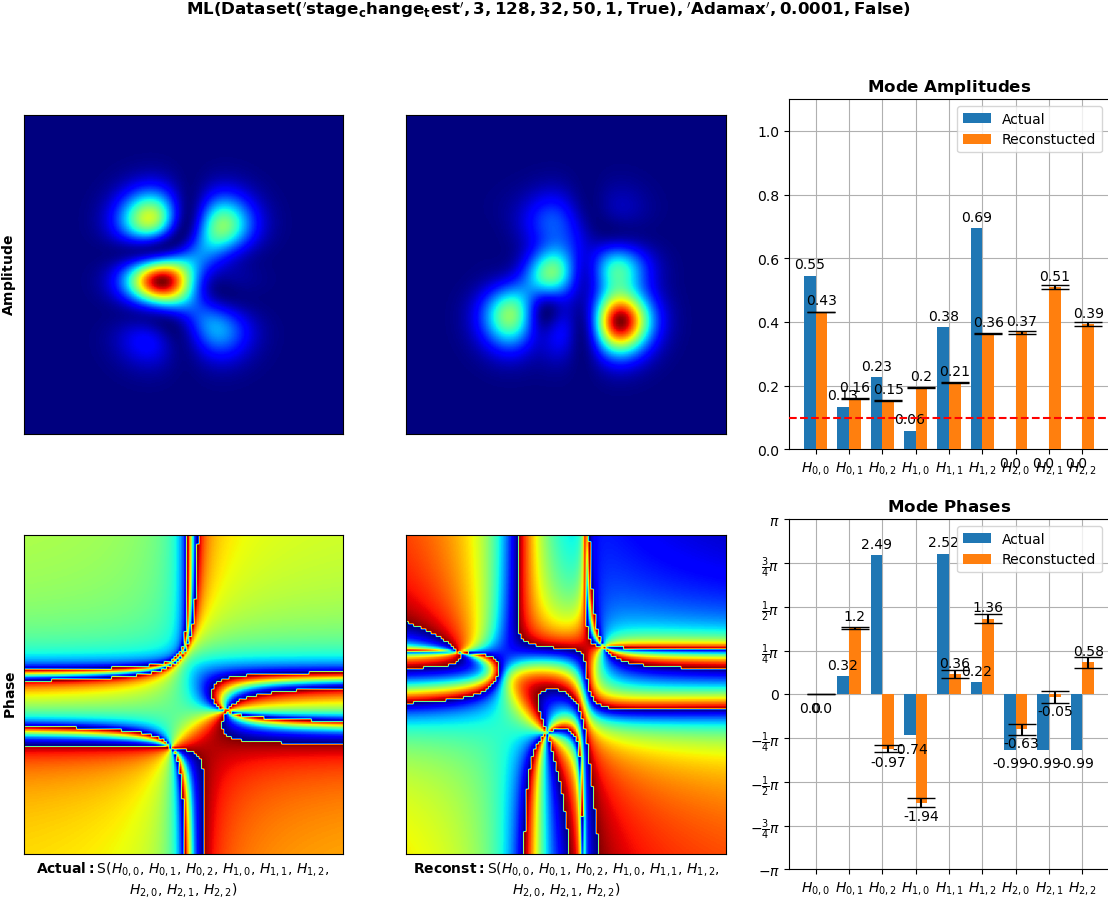 ML(Dataset('stage_change_test', 3, 128, 32, 50, 1, True), 'Adamax', 0.0001, False)
Amplitude
Mode Amplitudes
Actual
Reconstucted
1.0
0.8
0.6
0.4
0.2
0.0
0.55
0.43
0.13
0.16
0.23
0.15
0.06
0.2
0.38
0.21
0.69
0.36
0.37
0.51
0.39
0.0 0.0 0.0
H0,0 H0,1 H0,2 H1,0 H1,1 H1,2 H2,0 H2,1 H2,2
Phase
Mode Phases
Actual
Reconstucted
π
3/4π
1/2π
1/4π
0
−1/4π
−1/2π
−3/4π
−π
0.0
0.0
0.32
1.2
2.49
-0.97
-0.74
-1.94
2.52
0.36
0.22
1.36
-0.99
-0.63
-0.99
-0.05
-0.99
0.58
H0,0 H0,1 H0,2 H1,0 H1,1 H1,2 H2,0 H2,1 H2,2
Actual: S(H0,0, H0,1, H0,2, H1,0, H1,1, H1,2,
H2,0, H2,1, H2,2)
Reconst: S(H0,0, H0,1, H0,2, H1,0, H1,1, H1,2,
H2,0, H2,1, H2,2)